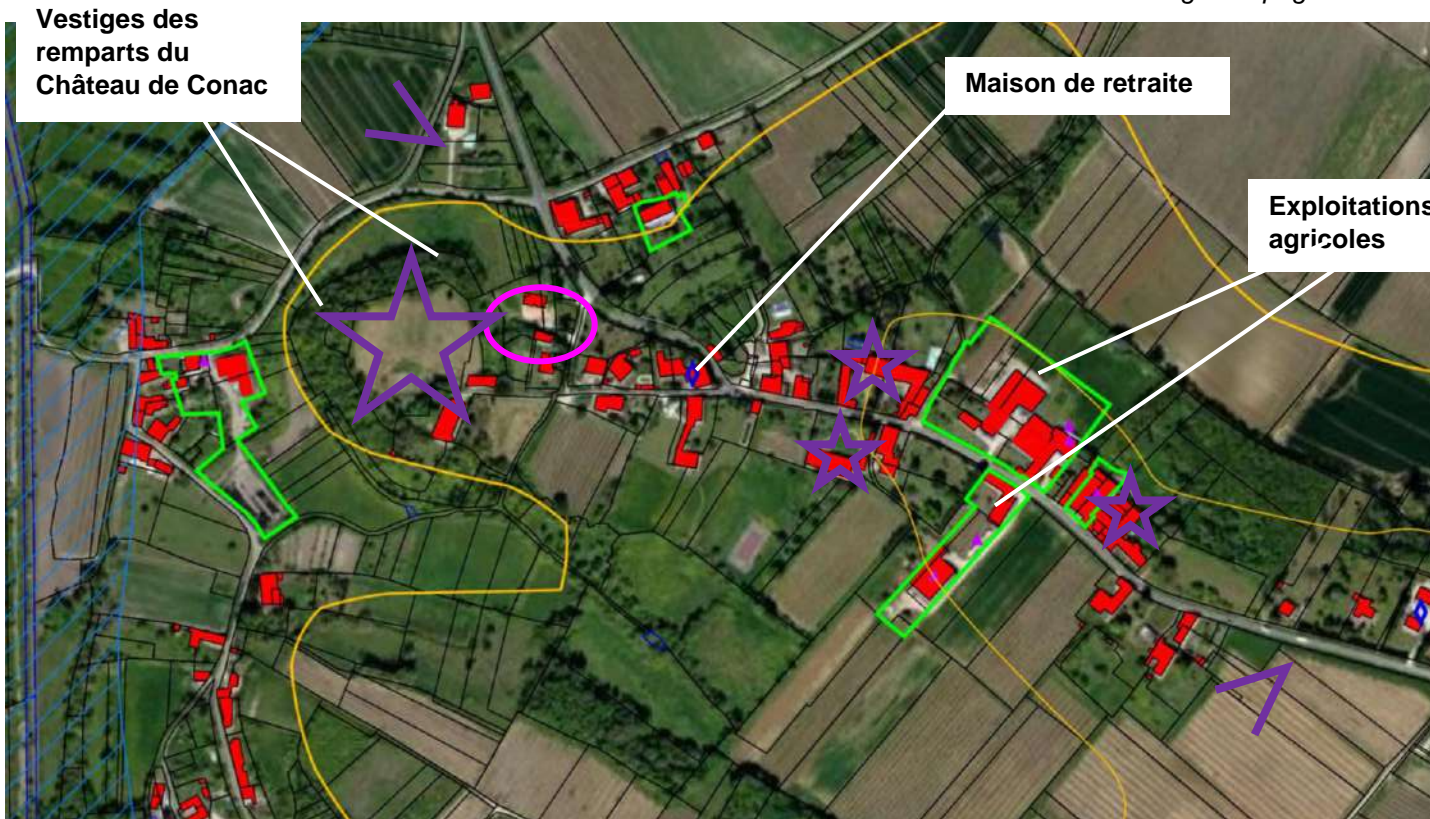 Vestiges des
remparts du
Château de Conac
Maison de retraite
Exploitations
agricoles